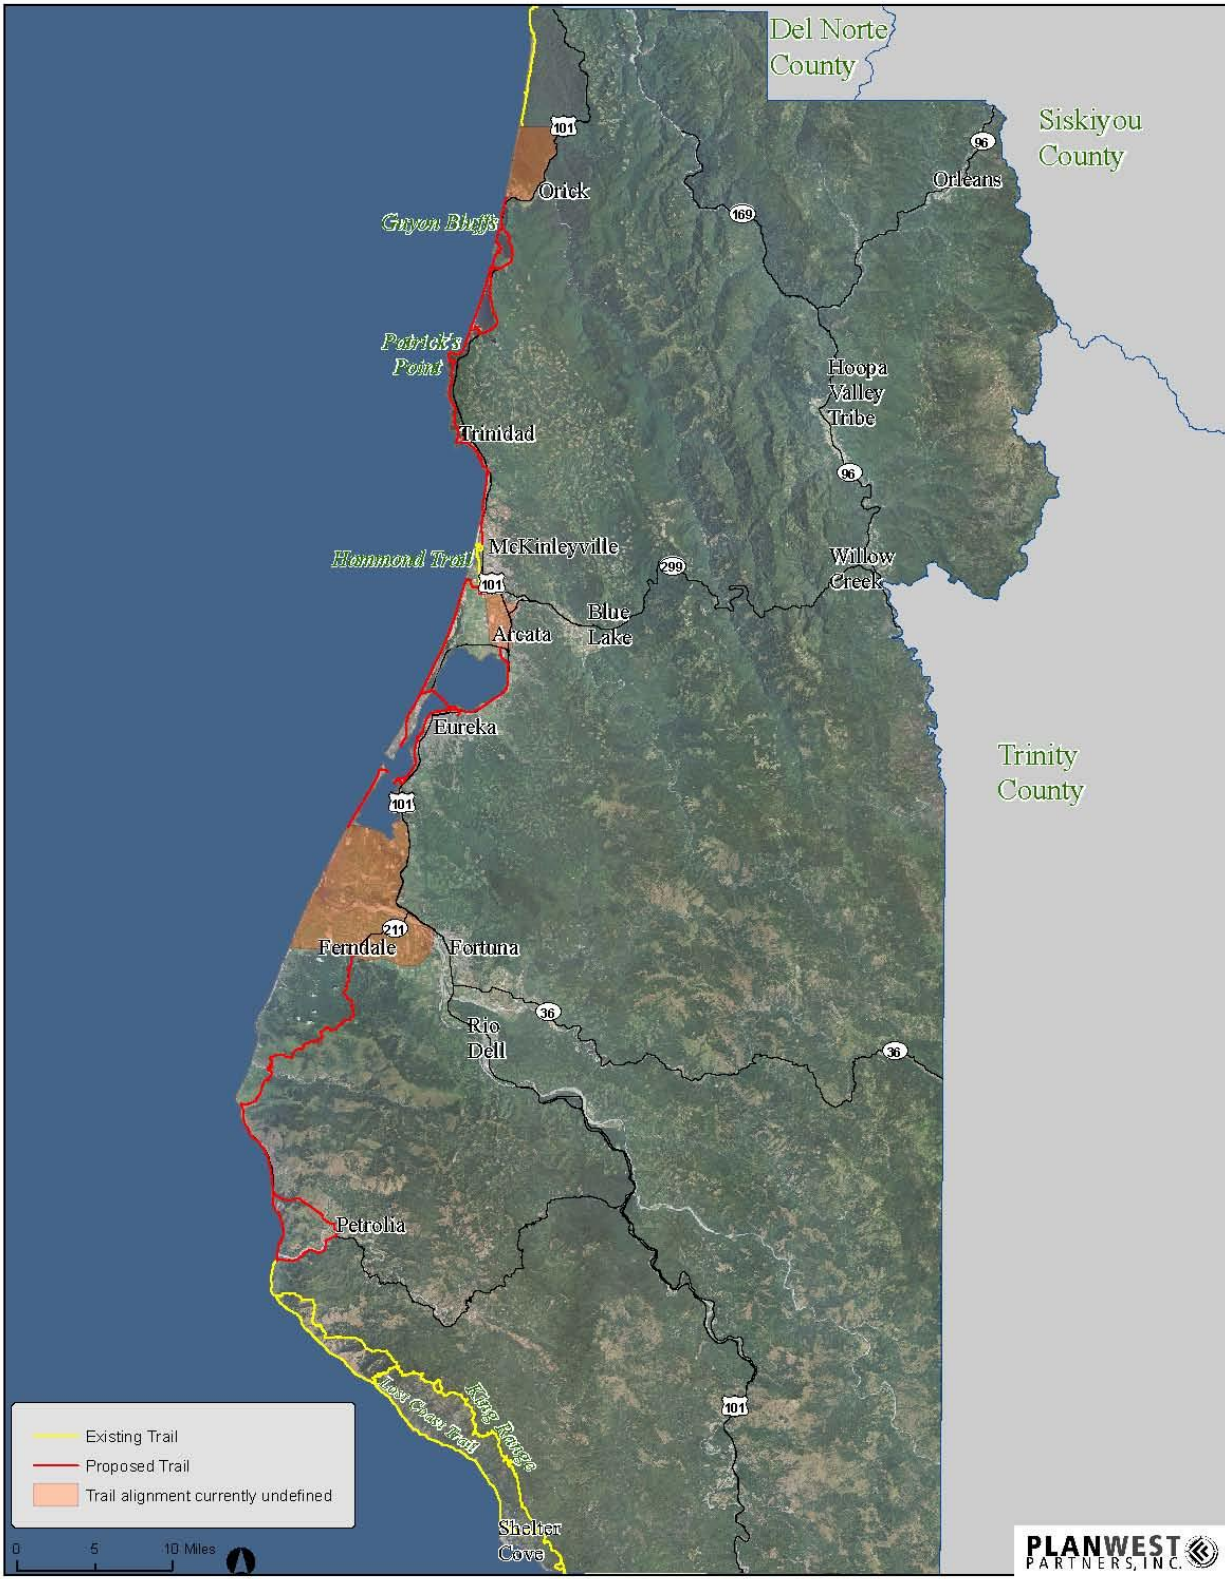 Del Norte
County
Siskiyou
County
101
96
Orick
Orleans
169
Guyon Bluffs
Patrick's
Point
Hoopa
Valley
Tribe
Trinidad
96
Hammond Trail
McKinleyville
101
299
Willow
Creek
Blue
Lake
Arcata
Eureka
Trinity
County
101
211
Ferndale
Fortuna
36
Rio
Dell
36
Petrolia
King Range
Lost Coast Trail
101
Existing Trail
Proposed Trail
Trail alignment currently undefined
Shelter
Cove
0 5 10 Miles
PLANWEST
PARTNERS, INC.